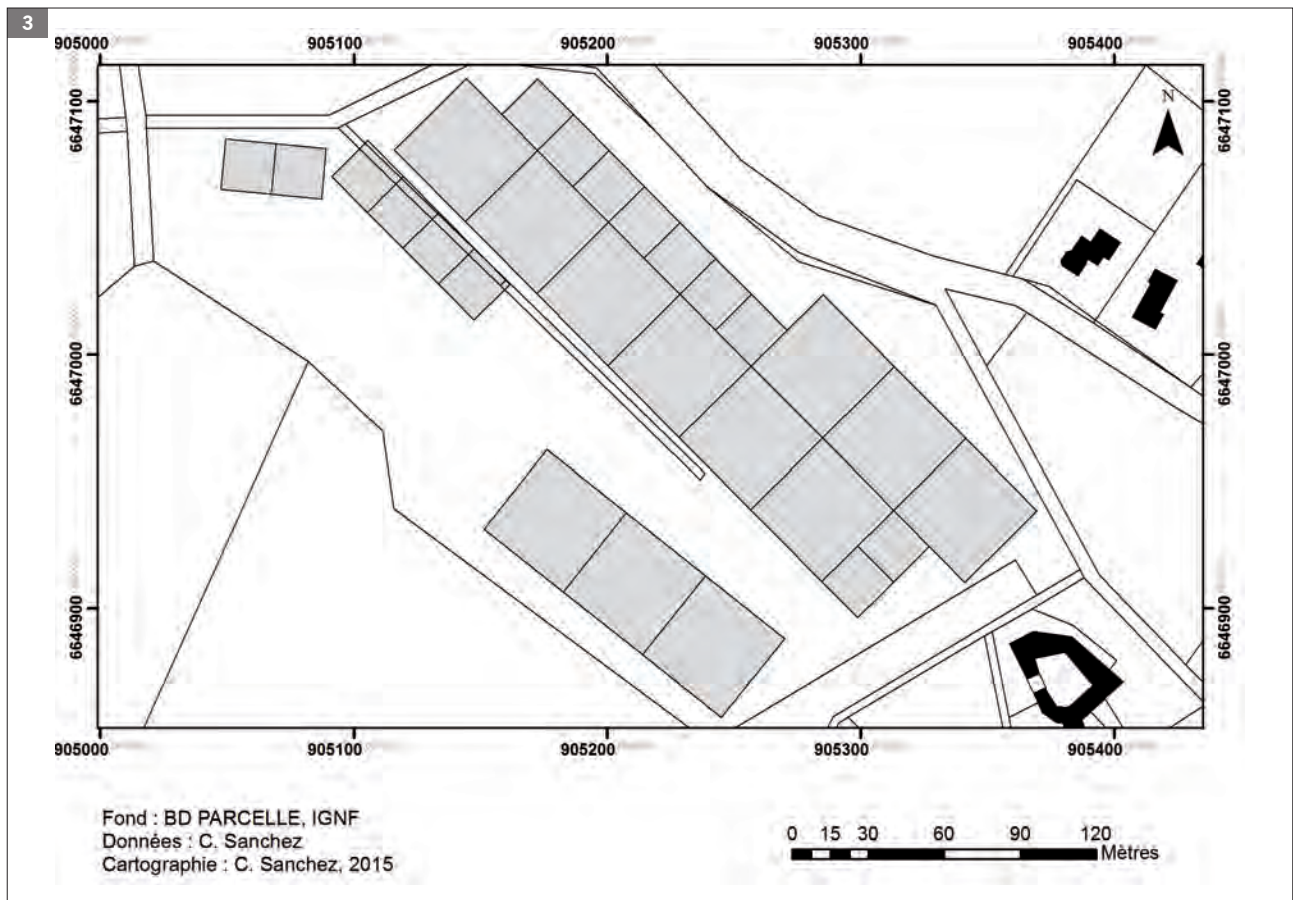 3
905000 905100 905200 905300 905400
6647100 6647100
N
6647000 6647000
6646900 6646900
905000 905100 905200 905300 905400
Fond : BD PARCELLE, IGNF
Données : C. Sanchez
Cartographie : C. Sanchez, 2015
0 15 30 60 90 120
Mètres